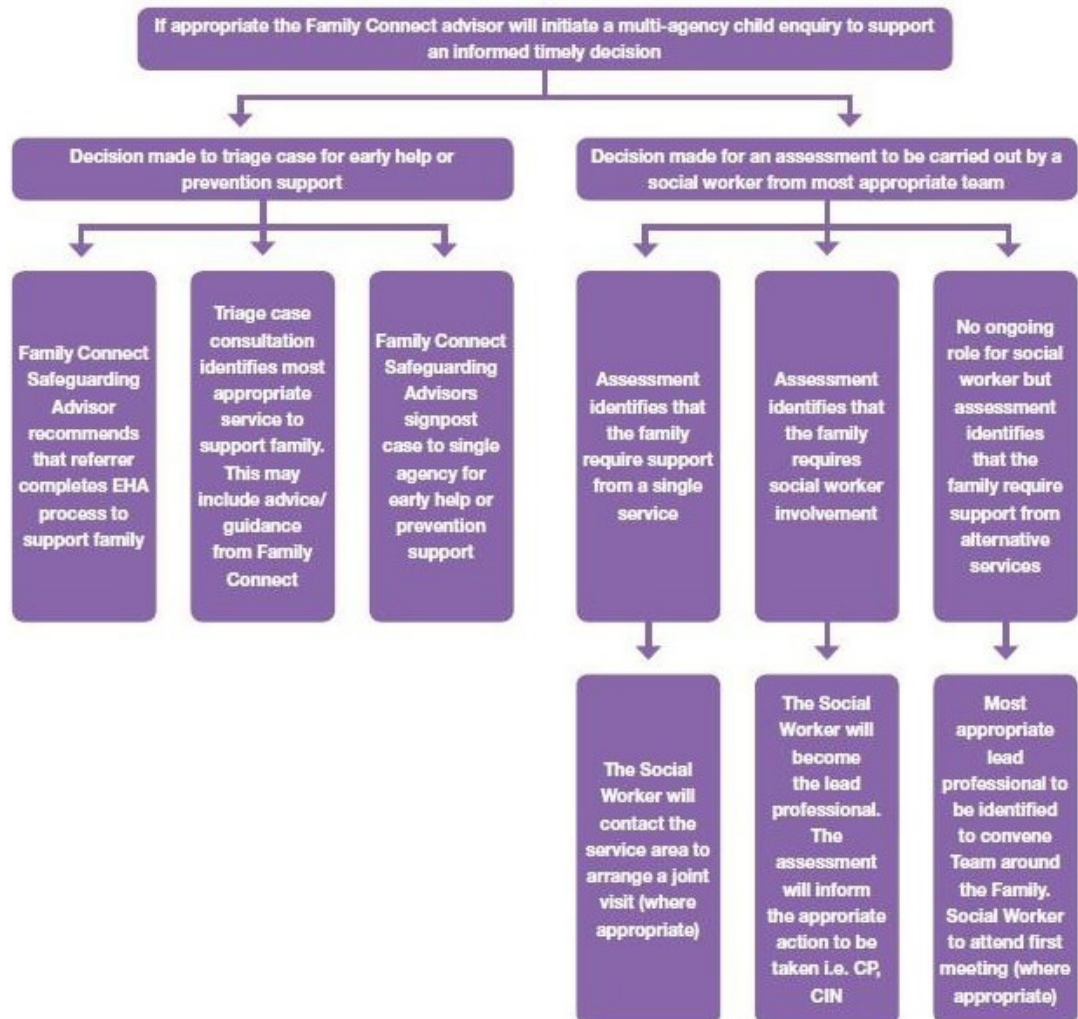 If appropriate the Family Connect advisor will initiate a multi-agency child enquiry to support
an informed timely decision
Decision made to triage case for early help or
prevention support
Decision made for an assessment to be carried out by a
social worker from most appropriate team
Family Connect
Safeguarding
Advisor
recommends
that referrer
completes EHA
process to
support family
Triage case
consultation
identifies most
appropriate
service to
support family.
This may
include advice/
guidance
from Family
Connect
Family Connect
Safeguarding
Advisors
signpost
case to single
agency for
early help or
prevention
support
Assessment
identifies that
the family
require support
from a single
service
Assessment
identifies that
the family
requires
social worker
involvement
No ongoing
role for social
worker but
assessment
identifies
that the
family require
support from
alternative
services
The Social
Worker will
contact the
service area to
arrange a joint
visit (where
appropriate)
The Social
Worker will
become
the lead
professional.
The
assessment
will inform
the approriate
action to be
taken i.e. CP,
CIN
Most
appropriate
lead
professional to
be identified
to convene
Team around
the Family.
Social Worker
to attend first
meeting (where
appropriate)